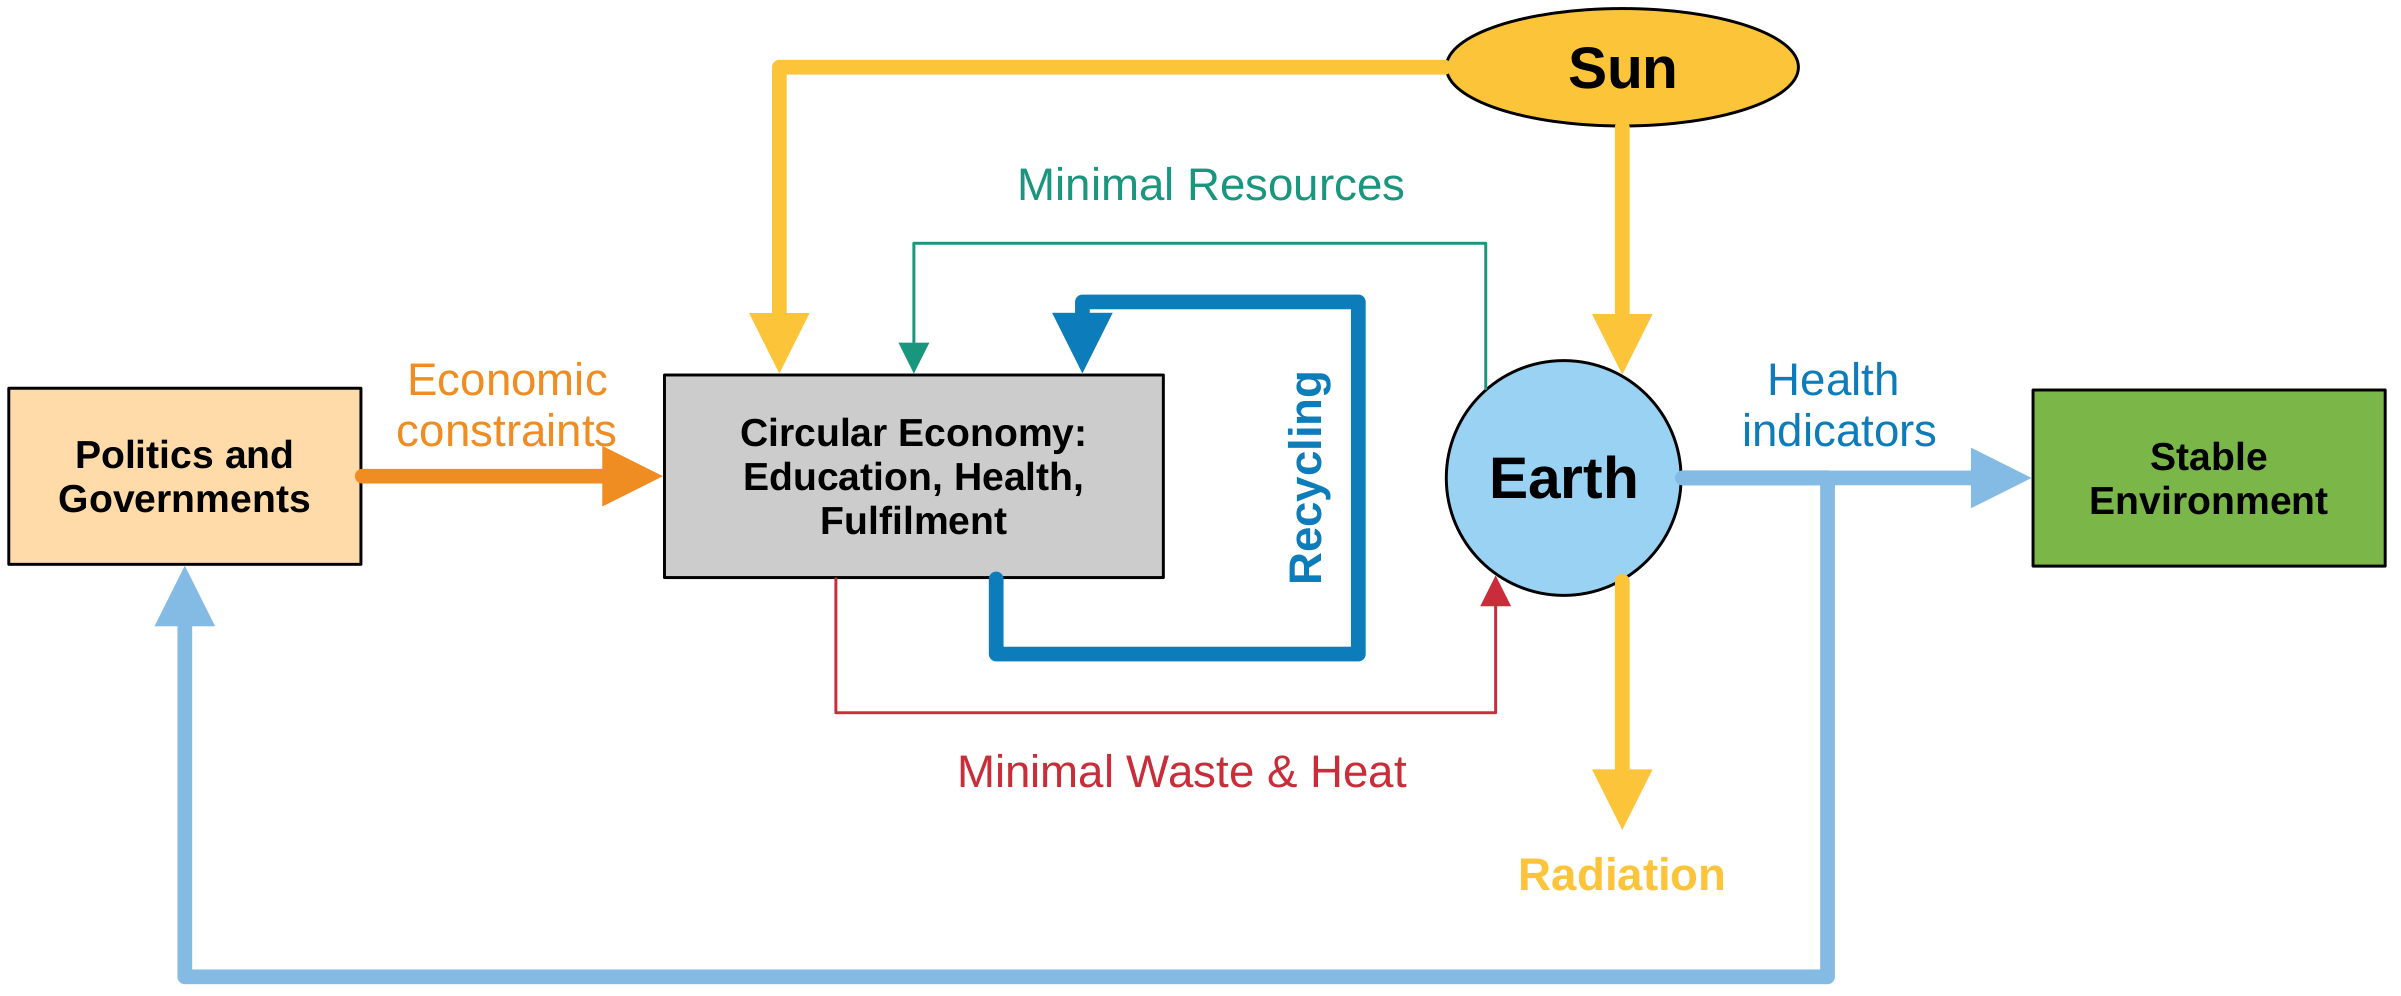 Sun
Minimal Resources
Economic
constraints
Health
indicators
Politics and
Governments
Circular Economy:
Education, Health,
Fulfilment
Recycling
Earth
Stable
Environment
Minimal Waste & Heat
Radiation